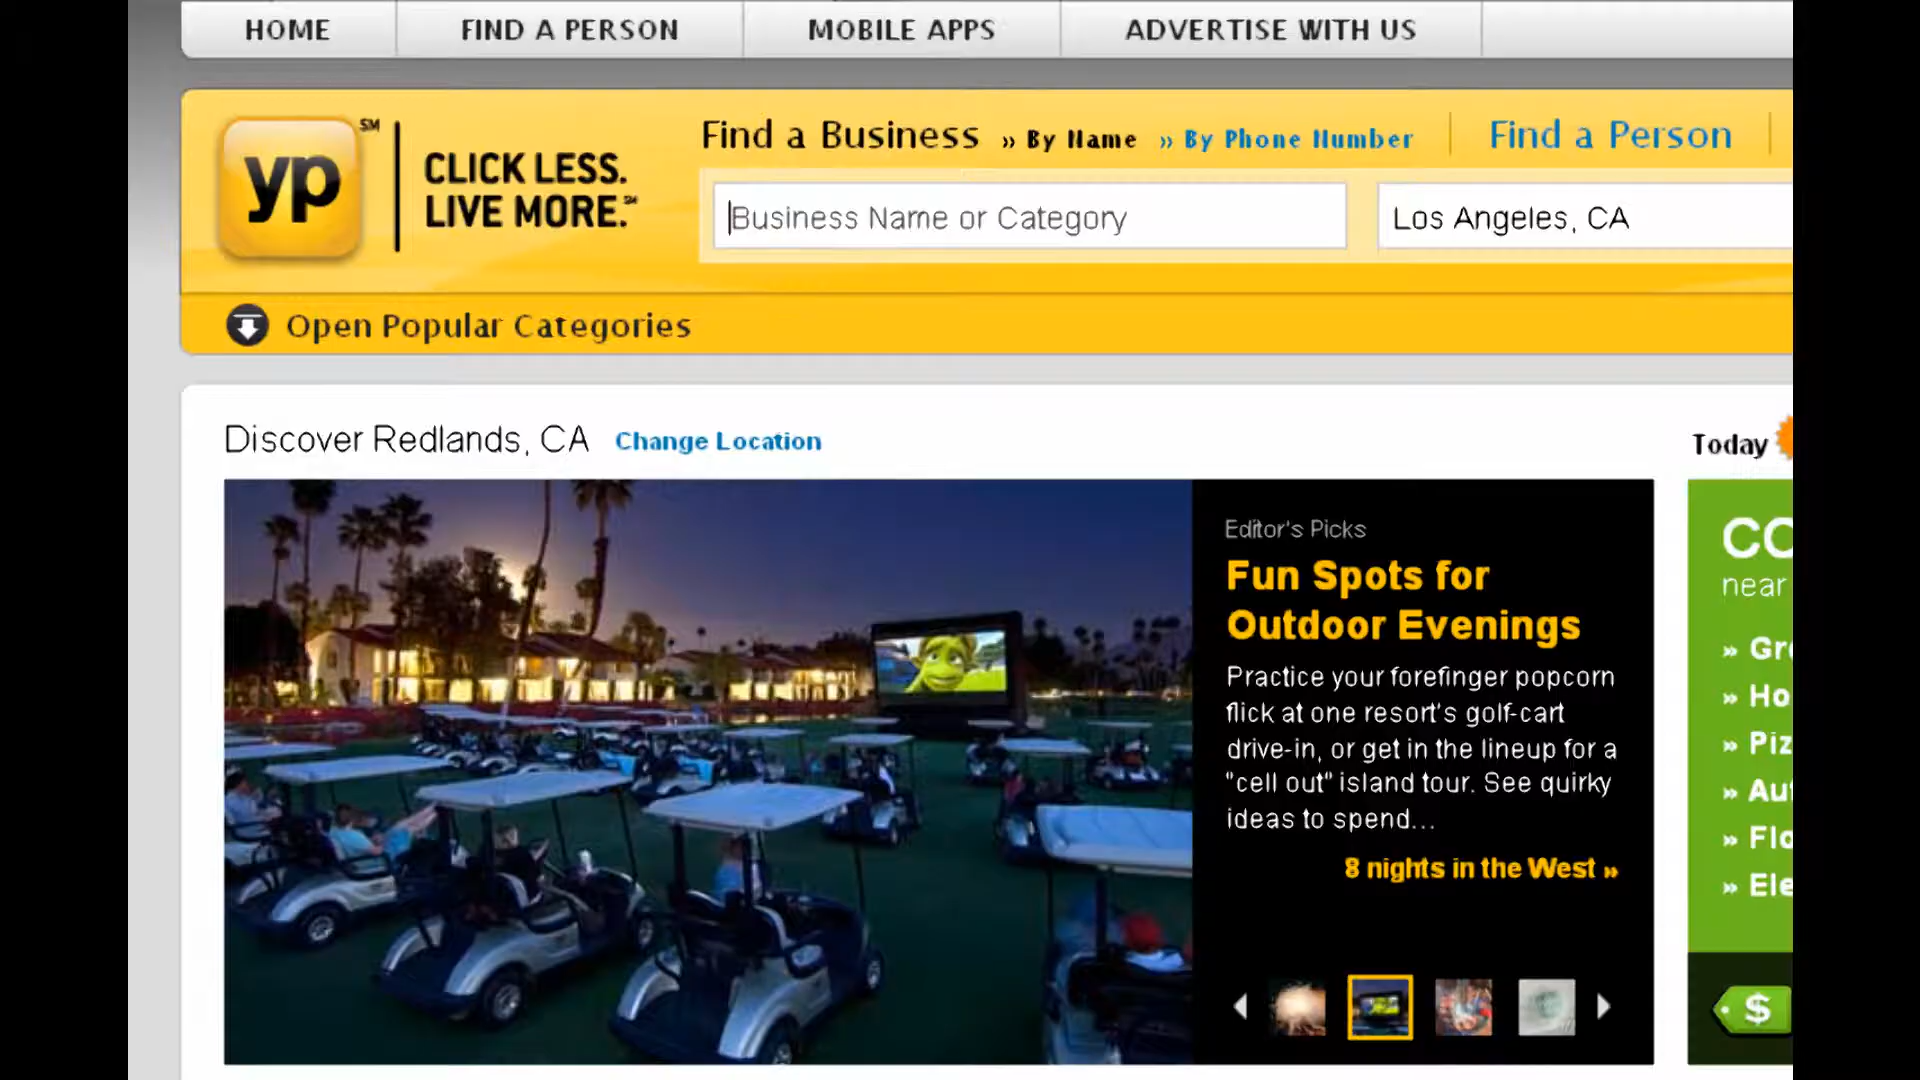 HOME FIND A PERSON MOBILE APPS ADVERTISE WITH US
yp SM
CLICK LESS.
LIVE MORE.℠
Find a Business » By Name » By Phone Number Find a Person
Business Name or Category Los Angeles, CA
Open Popular Categories
Discover Redlands, CA Change Location
Today
Editor's Picks
Fun Spots for
Outdoor Evenings
Practice your forefinger popcorn
flick at one resort's golf-cart
drive-in, or get in the lineup for a
"cell out" island tour. See quirky
ideas to spend...
8 nights in the West »
near
$